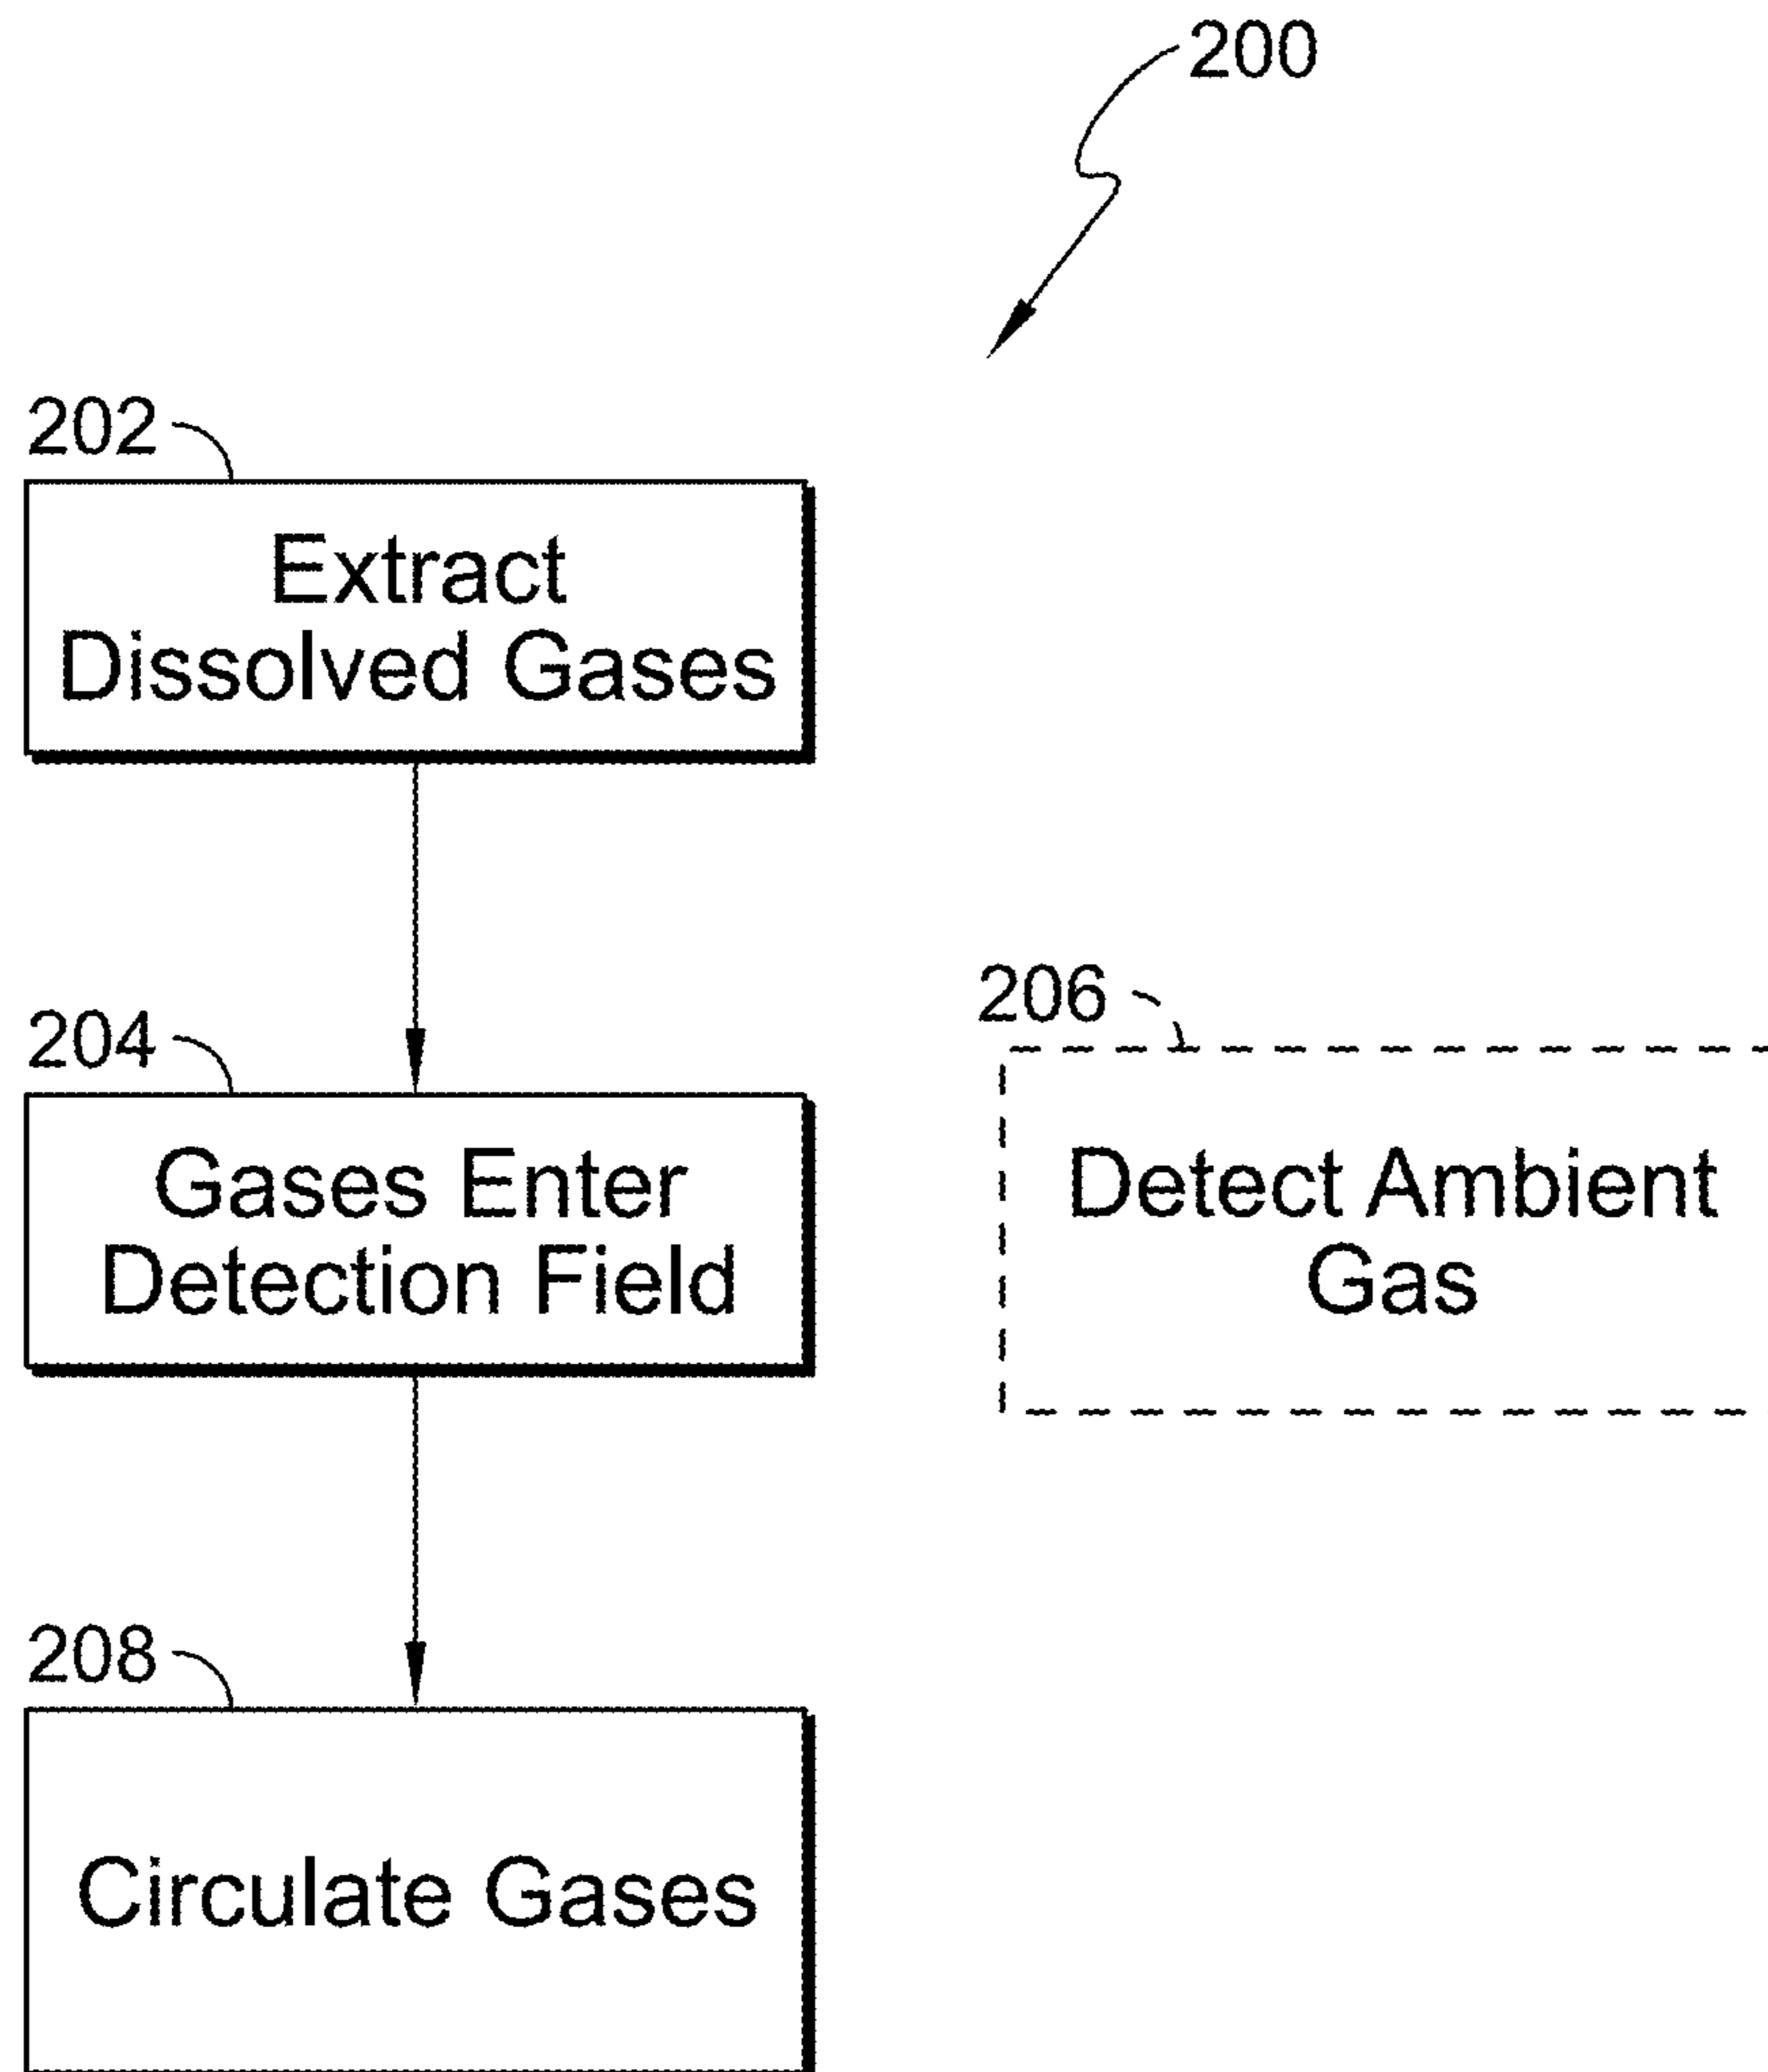 200
202
Extract
Dissolved Gases
204
Gases Enter
Detection Field
206
Detect Ambient
Gas
208
Circulate Gases